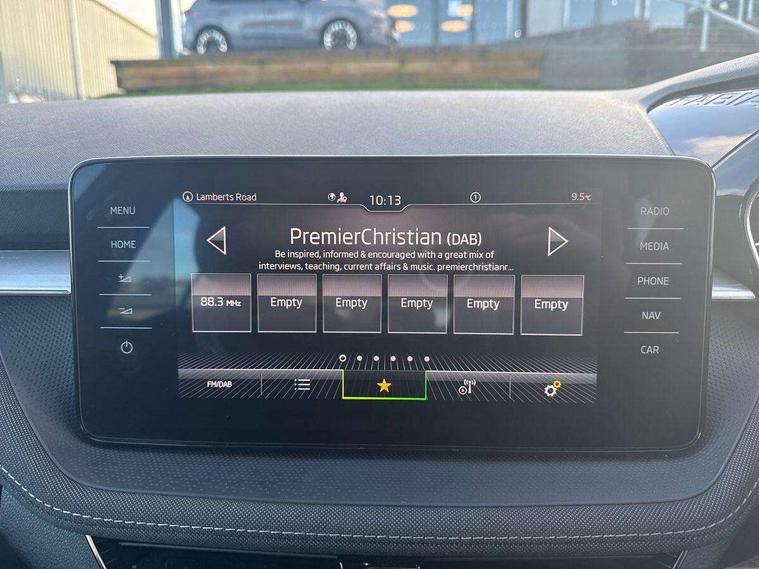 FABIA
MENU
HOME
Lamberts Road
10:13
1
9.5℃
PremierChristian (DAB)
Be inspired, informed & encouraged with a great mix of
interviews, teaching, current affairs & music. premierchristianr...
88.3 MHz
Empty
Empty
Empty
Empty
Empty
FM/DAB
RADIO
MEDIA
PHONE
NAV
CAR